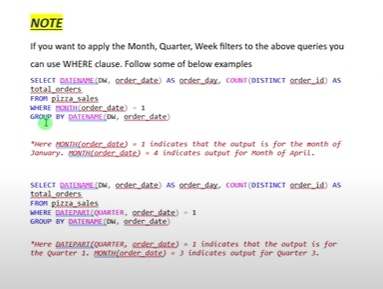 NOTE
If you want to apply the Month, Quarter, Week filters to the above queries you
can use WHERE clause. Follow some of below examples
SELECT DATENAME(DW, order_date) AS order_day, COUNT(DISTINCT order_id) AS
total_orders
FROM pizza_sales
WHERE MONTH(order_date) = 1
GROUP BY DATENAME(DW, order_date)
*Here MONTH(order_date) = 1 indicates that the output is for the month of
January. MONTH(order_date) = 4 indicates output for Month of April.
SELECT DATENAME(DW, order_date) AS order_day, COUNT(DISTINCT order_id) AS
total_orders
FROM pizza_sales
WHERE DATEPART(QUARTER, order_date) = 1
GROUP BY DATENAME(DW, order_date)
*Here DATEPART(QUARTER, order_date) = 1 indicates that the output is for
the Quarter 1. MONTH(order_date) = 3 indicates output for Quarter 3.